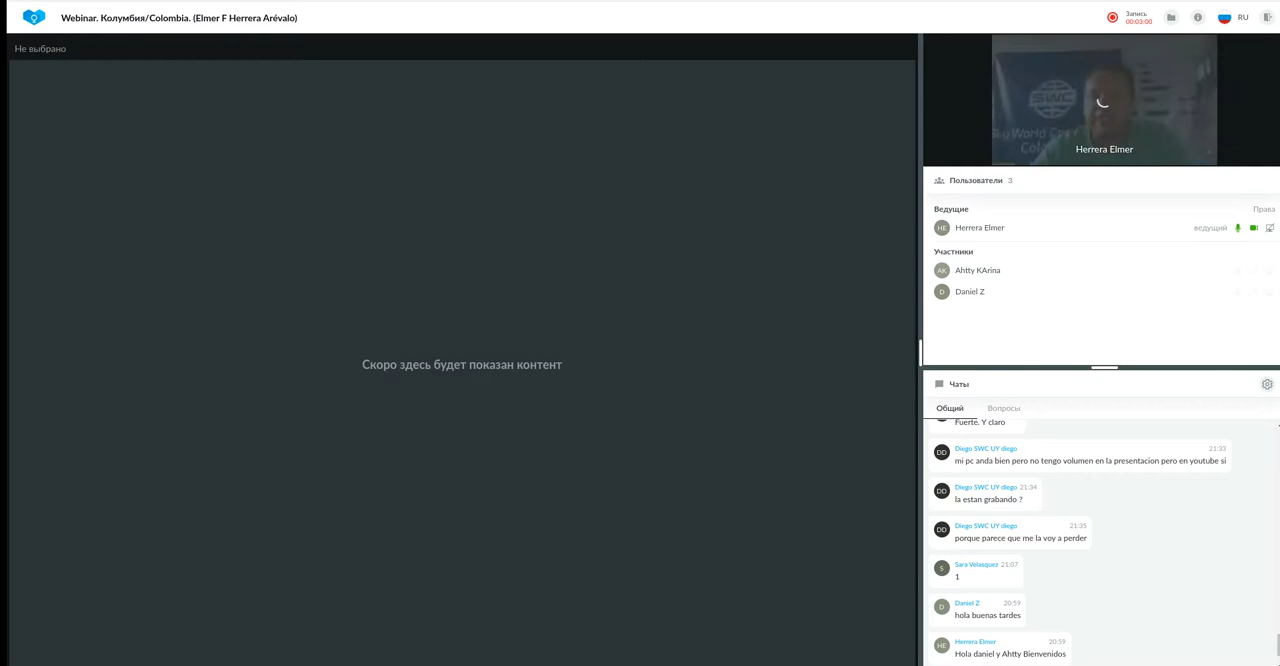 Webinar. Колумбия/Colombia. (Elmer F Herrera Arévalo)
Запись
00:03:00
RU
Не выбрано
Скоро здесь будет показан контент
SWC
Sky World C
Col
Herrera Elmer
Пользователи 3
Ведущие Права
HE Herrera Elmer ведущий
Участники
AK Ahtty KArina
D Daniel Z
Чаты
Общий Вопросы
Fuerte. Y claro
DD Diego SWC UY diego 21:33
mi pc anda bien pero no tengo volumen en la presentacion pero en youtube si
DD Diego SWC UY diego 21:34
la estan grabando ?
DD Diego SWC UY diego 21:35
porque parece que me la voy a perder
S Sara Velasquez 21:07
1
D Daniel Z 20:59
hola buenas tardes
HE Herrera Elmer 20:59
Hola daniel y Ahtty Bienvenidos